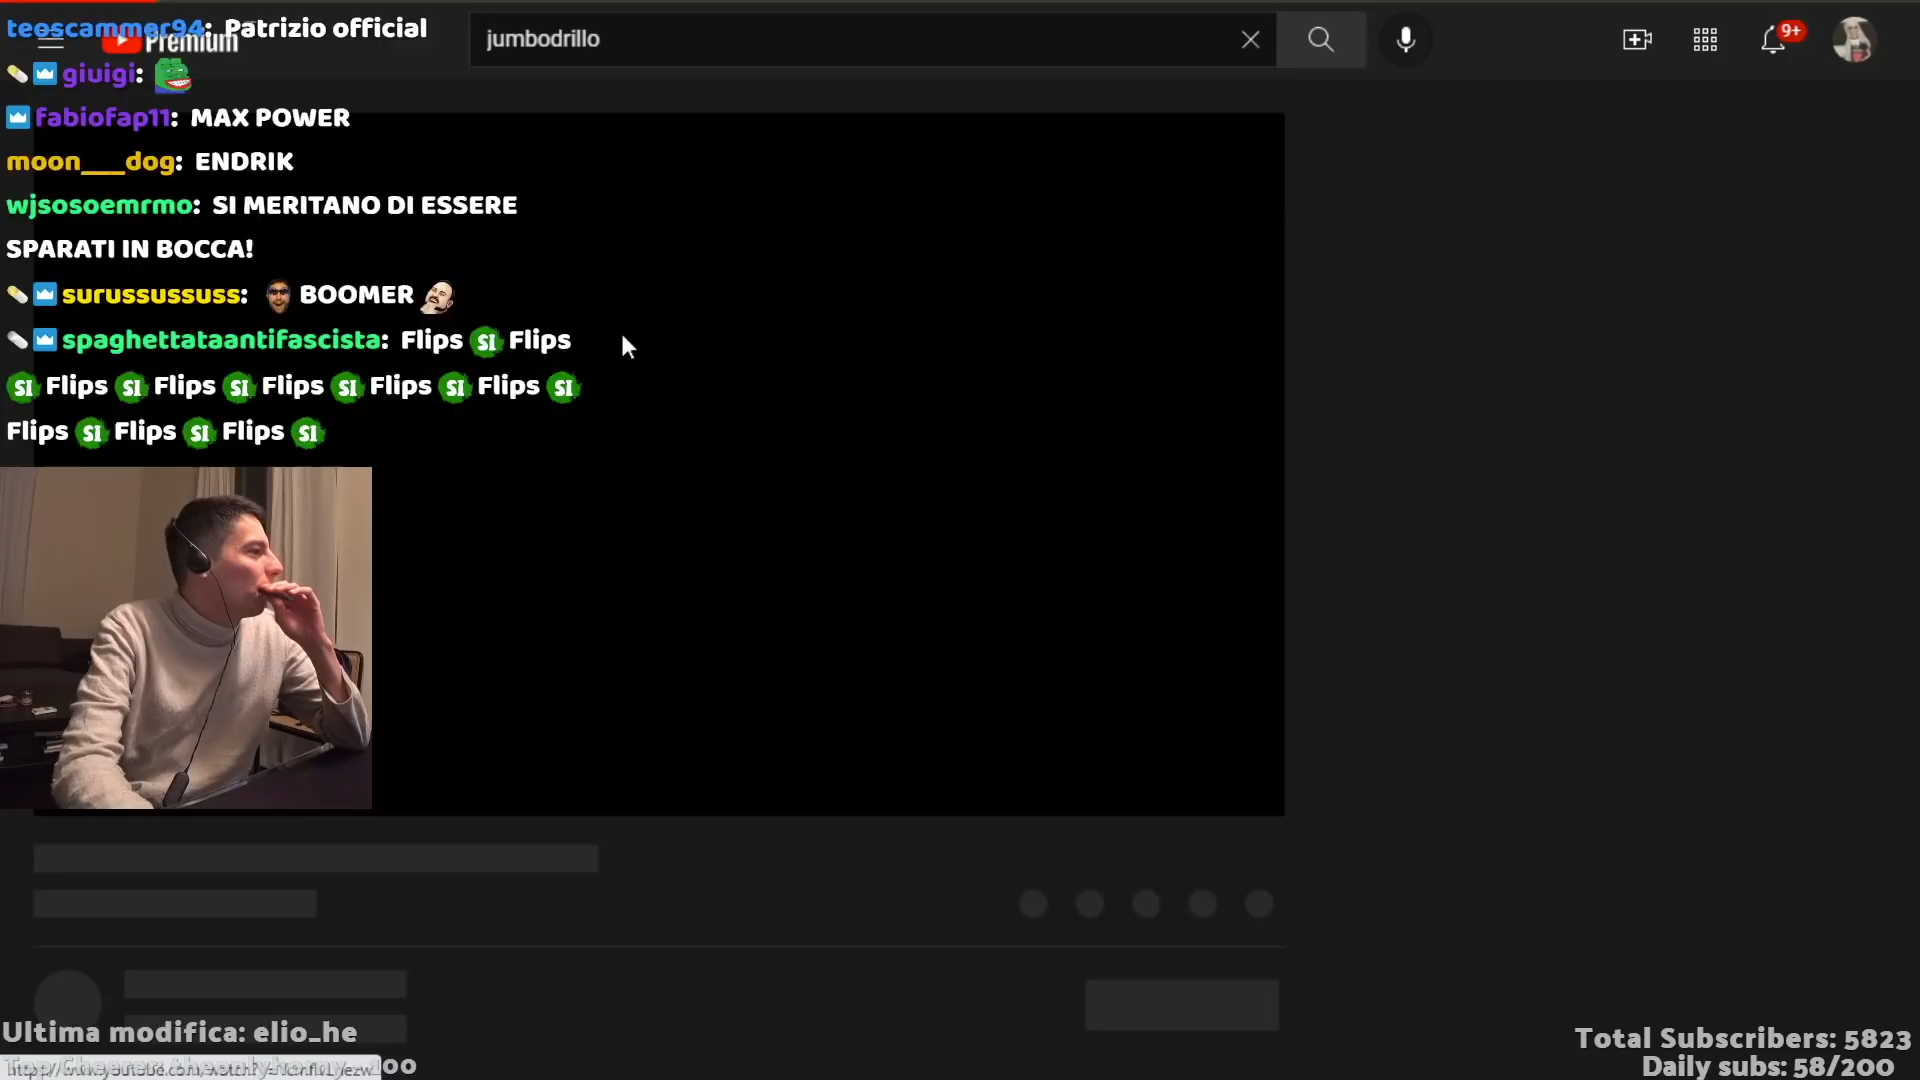 teoscammer94: Patrizio official
Premium
jumbodrillo
9+
giuigi:
fabiofap11: MAX POWER
moon___dog: ENDRIK
wjsosoemrmo: SI MERITANO DI ESSERE
SPARATI IN BOCCA!
surussussuss: BOOMER
spaghettataantifascista: Flips SI Flips
SI Flips SI Flips SI Flips SI Flips SI Flips SI
Flips SI Flips SI Flips SI
Ultima modifica: elio_he
Total Subscribers: 5823
Daily subs: 58/200